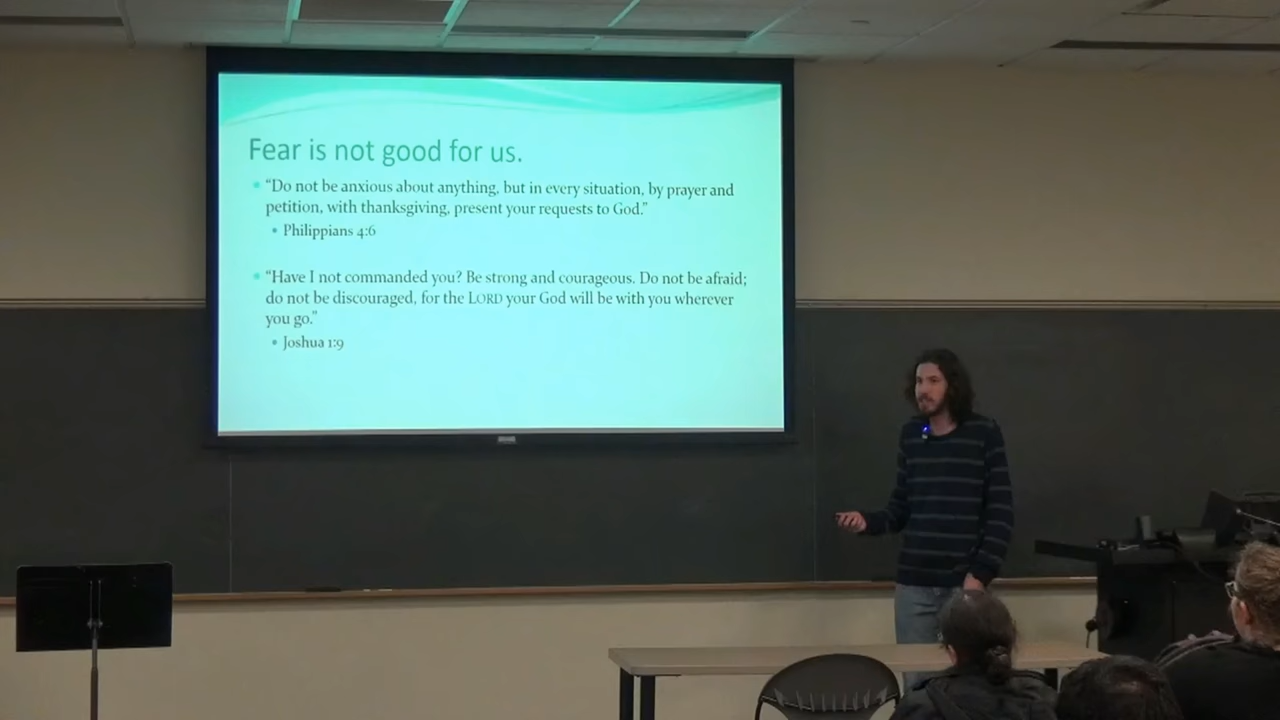 Fear is not good for us.
“Do not be anxious about anything, but in every situation, by prayer and
petition, with thanksgiving, present your requests to God.”
Philippians 4:6
“Have I not commanded you? Be strong and courageous. Do not be afraid;
do not be discouraged, for the LORD your God will be with you wherever
you go.”
Joshua 1:9